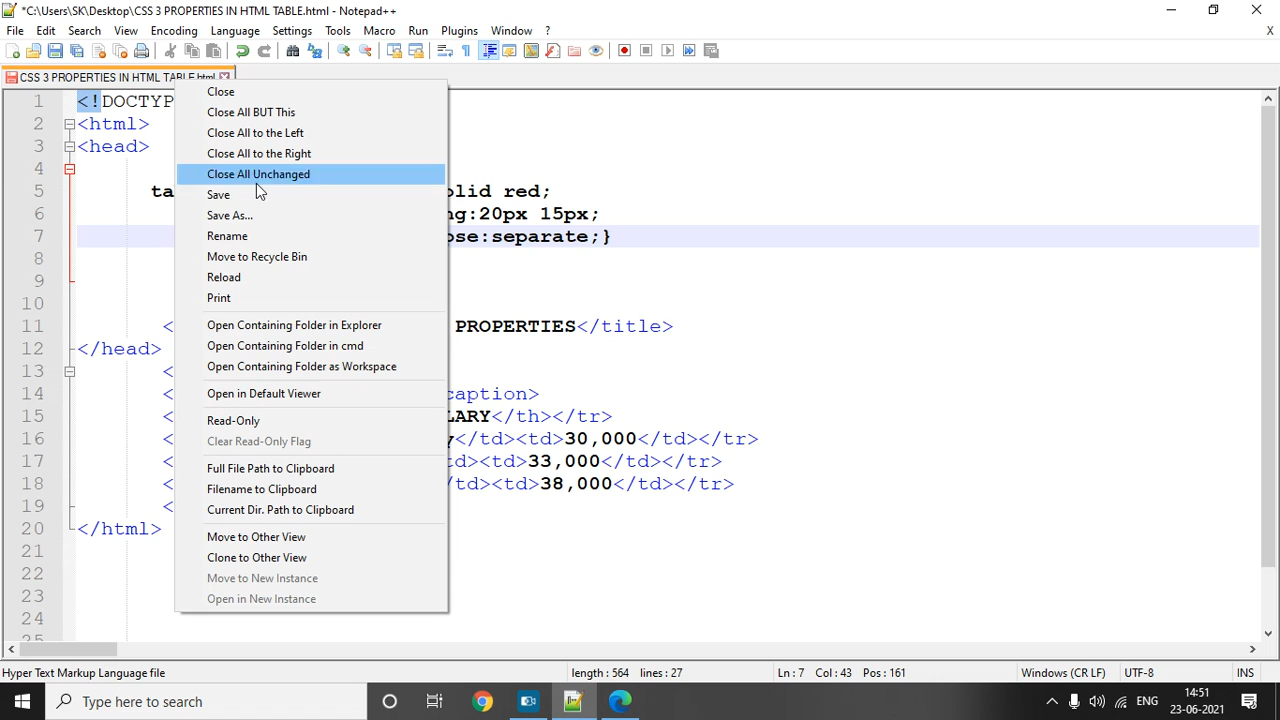 *C:\Users\SK\Desktop\CSS 3 PROPERTIES IN HTML TABLE.html - Notepad++
File Edit Search View Encoding Language Settings Tools Macro Run Plugins Window ? X
CSS 3 PROPERTIES IN HTML TABLE.html
1 <!DOCTYP
2 <html>
3 <head>
4
5 ta olid red;
6 ng:20px 15px;
7 ose:separate;}
8
9
10
11 < PROPERTIES</title>
12 </head>
13 <
14 < caption>
15 < LARY</th></tr>
16 < y</td><td>30,000</td></tr>
17 < td><td>33,000</td></tr>
18 < /td><td>38,000</td></tr>
19 <
20 </html>
21
22
23
24
25
Close
Close All BUT This
Close All to the Left
Close All to the Right
Close All Unchanged
Save
Save As...
Rename
Move to Recycle Bin
Reload
Print
Open Containing Folder in Explorer
Open Containing Folder in cmd
Open Containing Folder as Workspace
Open in Default Viewer
Read-Only
Clear Read-Only Flag
Full File Path to Clipboard
Filename to Clipboard
Current Dir. Path to Clipboard
Move to Other View
Clone to Other View
Move to New Instance
Open in New Instance
Hyper Text Markup Language file length : 564 lines : 27 Ln : 7 Col : 43 Pos : 161 Windows (CR LF) UTF-8 INS
Type here to search
ENG
14:51
23-06-2021